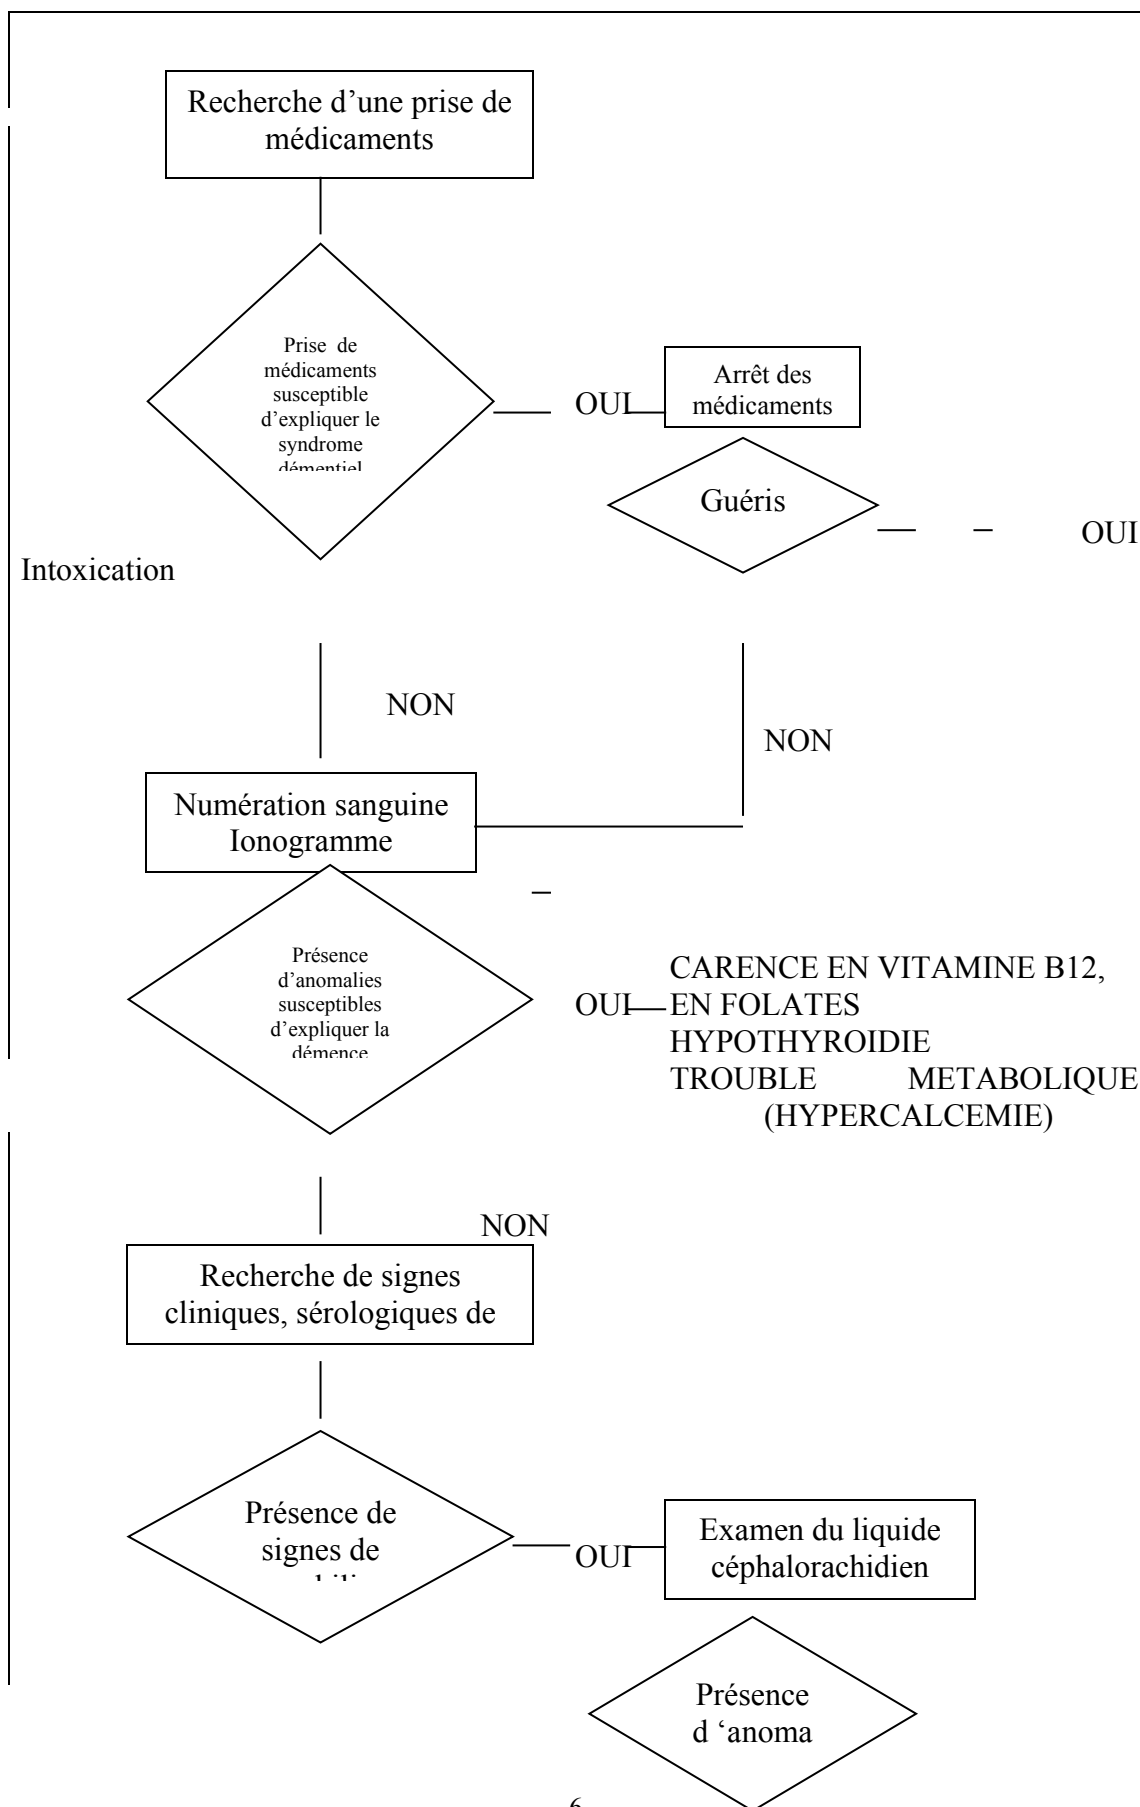 Recherche d’une prise de
médicaments
Prise de
médicaments
susceptible
d’expliquer le
syndrome
démentiel
OUI
Arrêt des
médicaments
Guéris
OUI
Intoxication
NON
NON
Numération sanguine
Ionogramme
Présence
d’anomalies
susceptibles
d’expliquer la
démence
OUI
CARENCE EN VITAMINE B12,
EN FOLATES
HYPOTHYROIDIE
TROUBLE METABOLIQUE
(HYPERCALCEMIE)
NON
Recherche de signes
cliniques, sérologiques de
Présence de
signes de
OUI
Examen du liquide
céphalorachidien
Présence
d ‘anoma
6